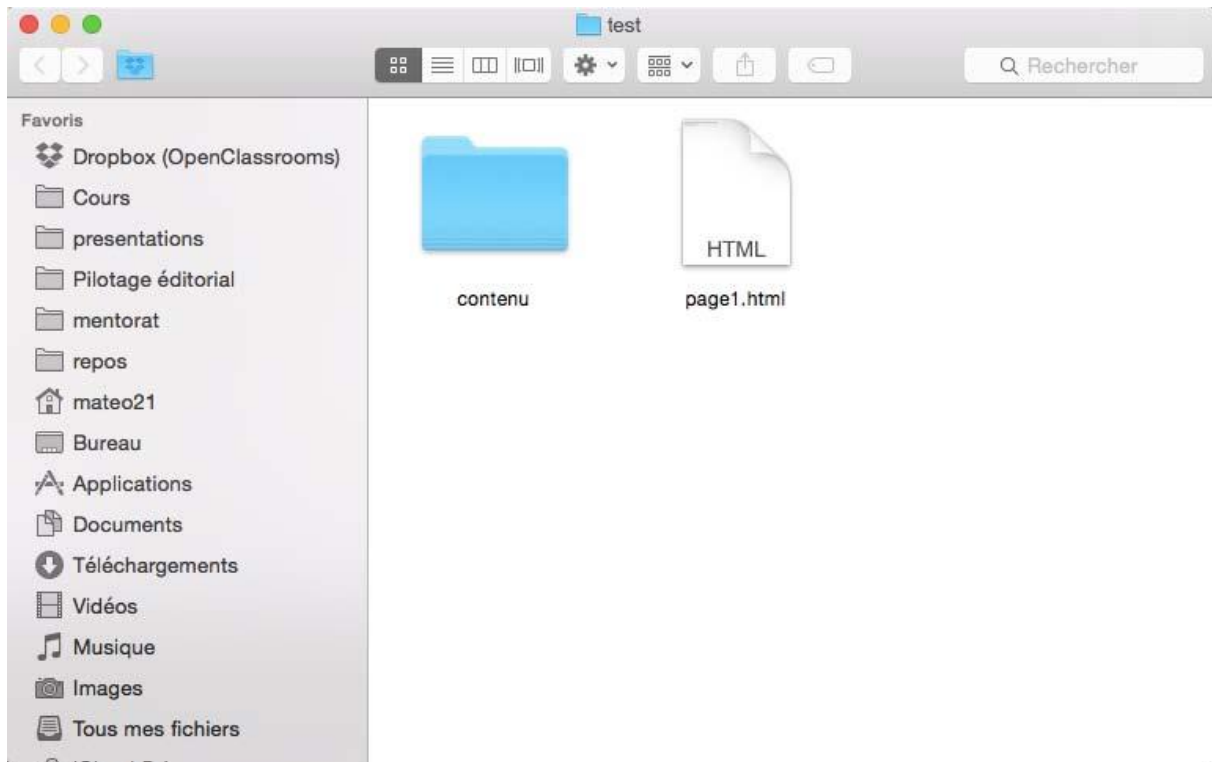 test
Rechercher
Favoris
Dropbox (OpenClassrooms)
Cours
presentations
Pilotage éditorial
mentorat
repos
mateo21
Bureau
Applications
Documents
Téléchargements
Vidéos
Musique
Images
Tous mes fichiers
HTML
contenu
page1.html